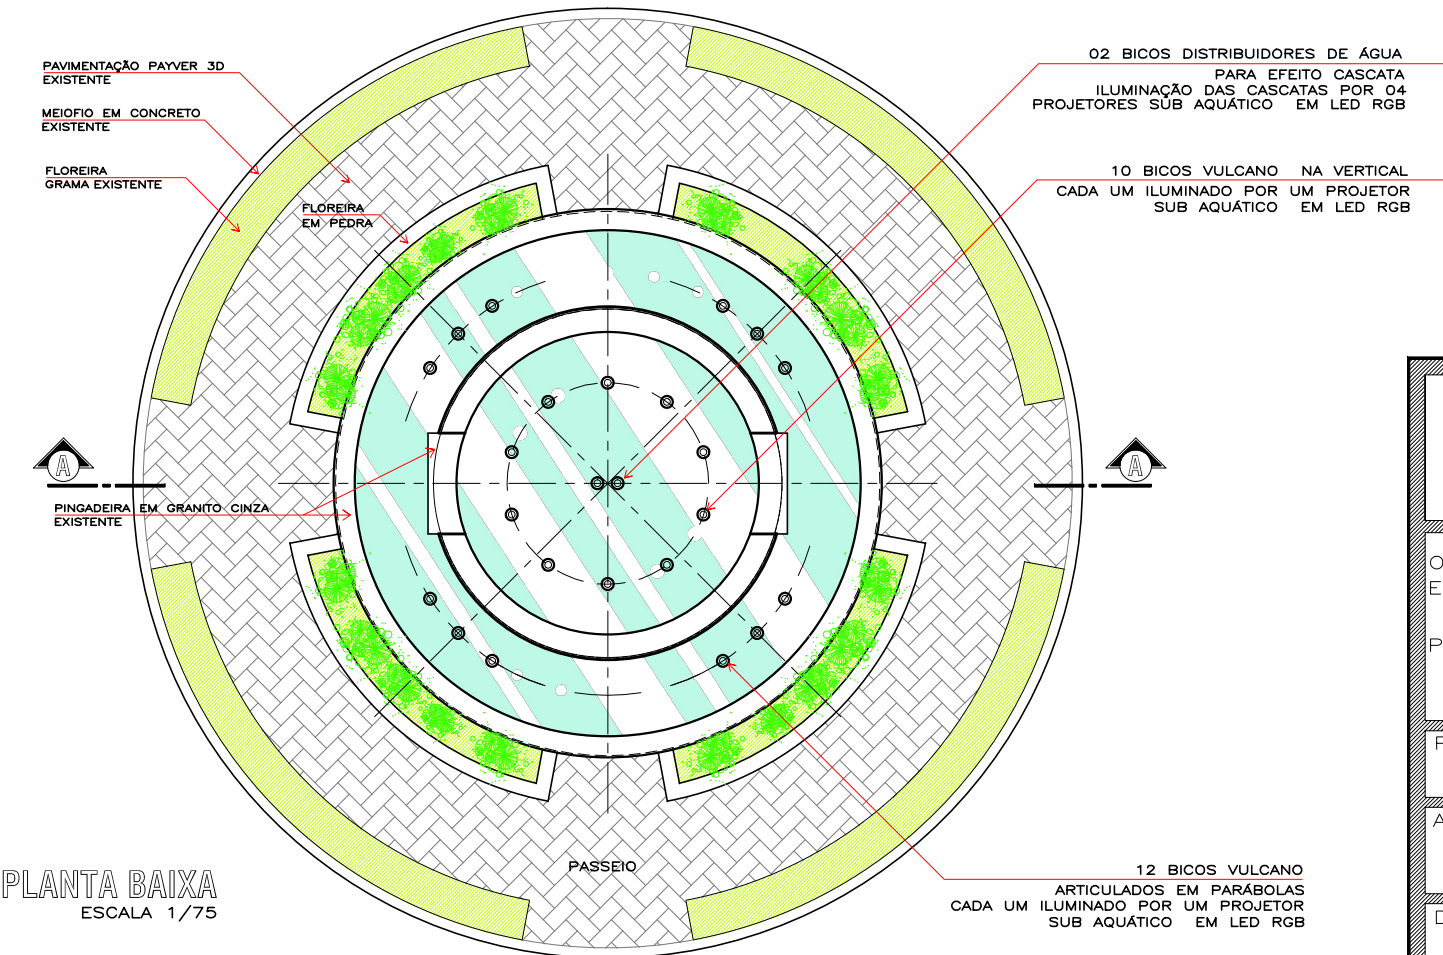 PAVIMENTAÇÃO PAYVER 3D
EXISTENTE
MEIOFIO EM CONCRETO
EXISTENTE
FLOREIRA
GRAMA EXISTENTE
FLOREIRA
EM PEDRA
02 BICOS DISTRIBUIDORES DE ÁGUA
PARA EFEITO CASCATA
ILUMINAÇÃO DAS CASCATAS POR 04
PROJETORES SUB AQUÁTICO EM LED RGB
10 BICOS VULCANO NA VERTICAL
CADA UM ILUMINADO POR UM PROJETOR
SUB AQUÁTICO EM LED RGB
A
A
PINGADEIRA EM GRANITO CINZA
EXISTENTE
O
E
P
F
A
D
PASSEIO
12 BICOS VULCANO
ARTICULADOS EM PARÁBOLAS
CADA UM ILUMINADO POR UM PROJETOR
SUB AQUÁTICO EM LED RGB
PLANTA BAIXA
ESCALA 1/75